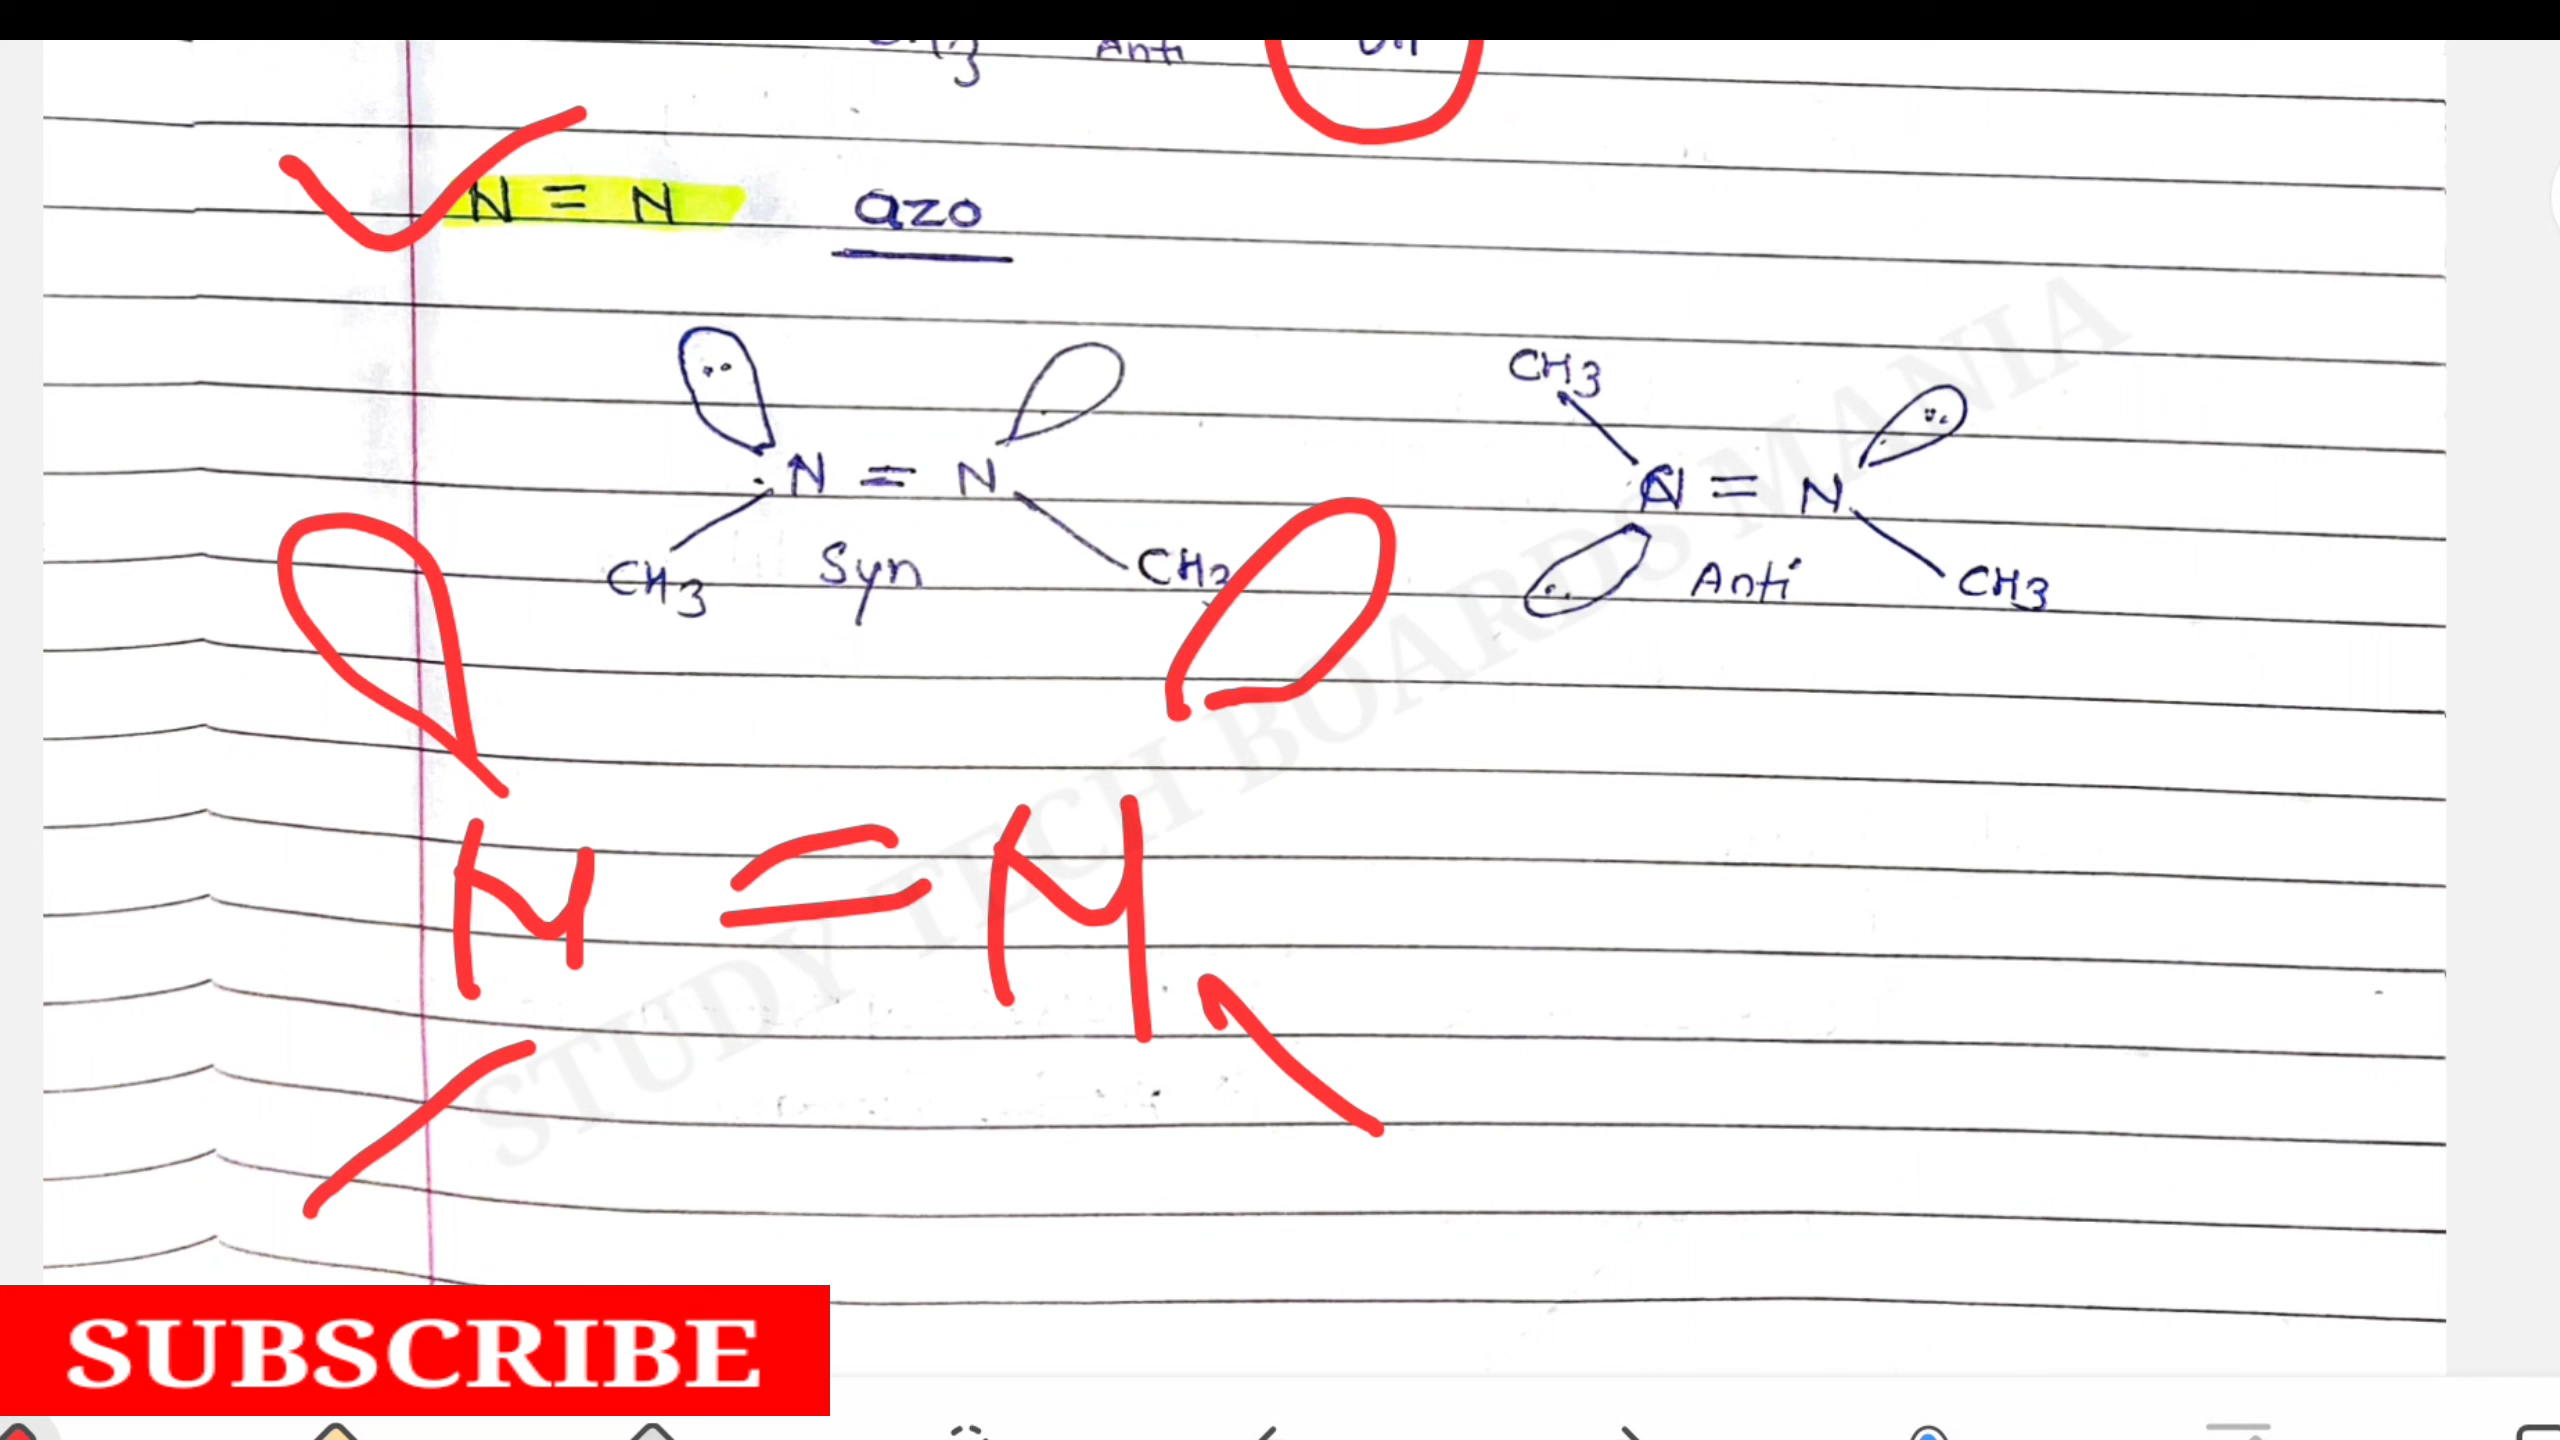 Anti
N = N azo
CH3
N = N
N = N
CH3 Syn CH3
Anti CH3
N = N
STUDY TECH BOARDS MANIA
SUBSCRIBE